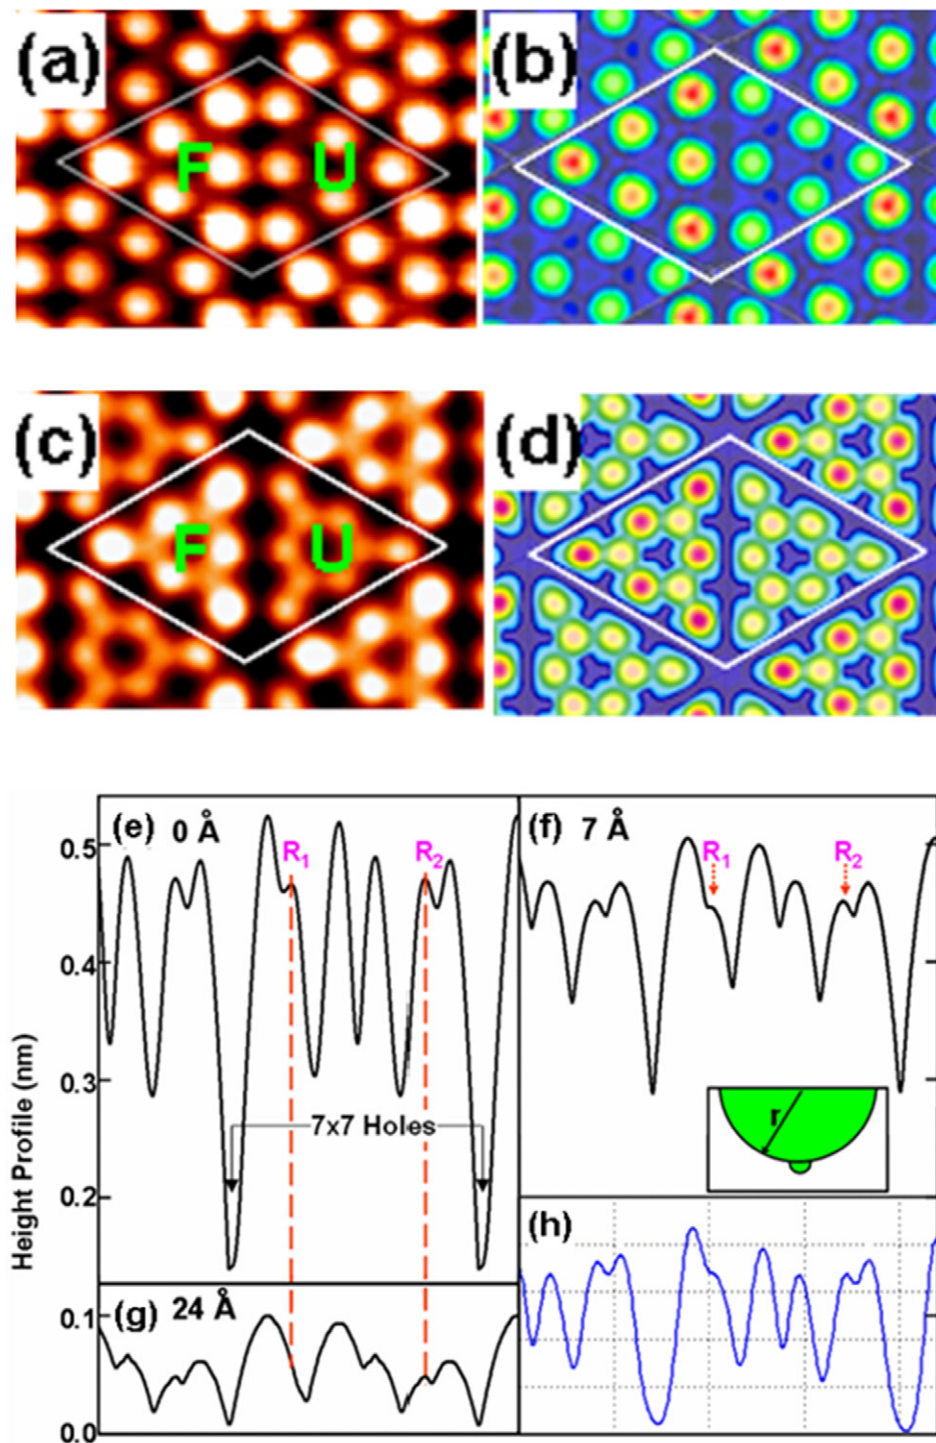 (a)
F
U
(b)
(c)
F
U
(d)
(e) 0 Å
R1
R2
7x7 Holes
(f) 7 Å
R1
R2
r
(g) 24 Å
(h)
Height Profile (nm)
0.5
0.4
0.3
0.2
0.1
0.0